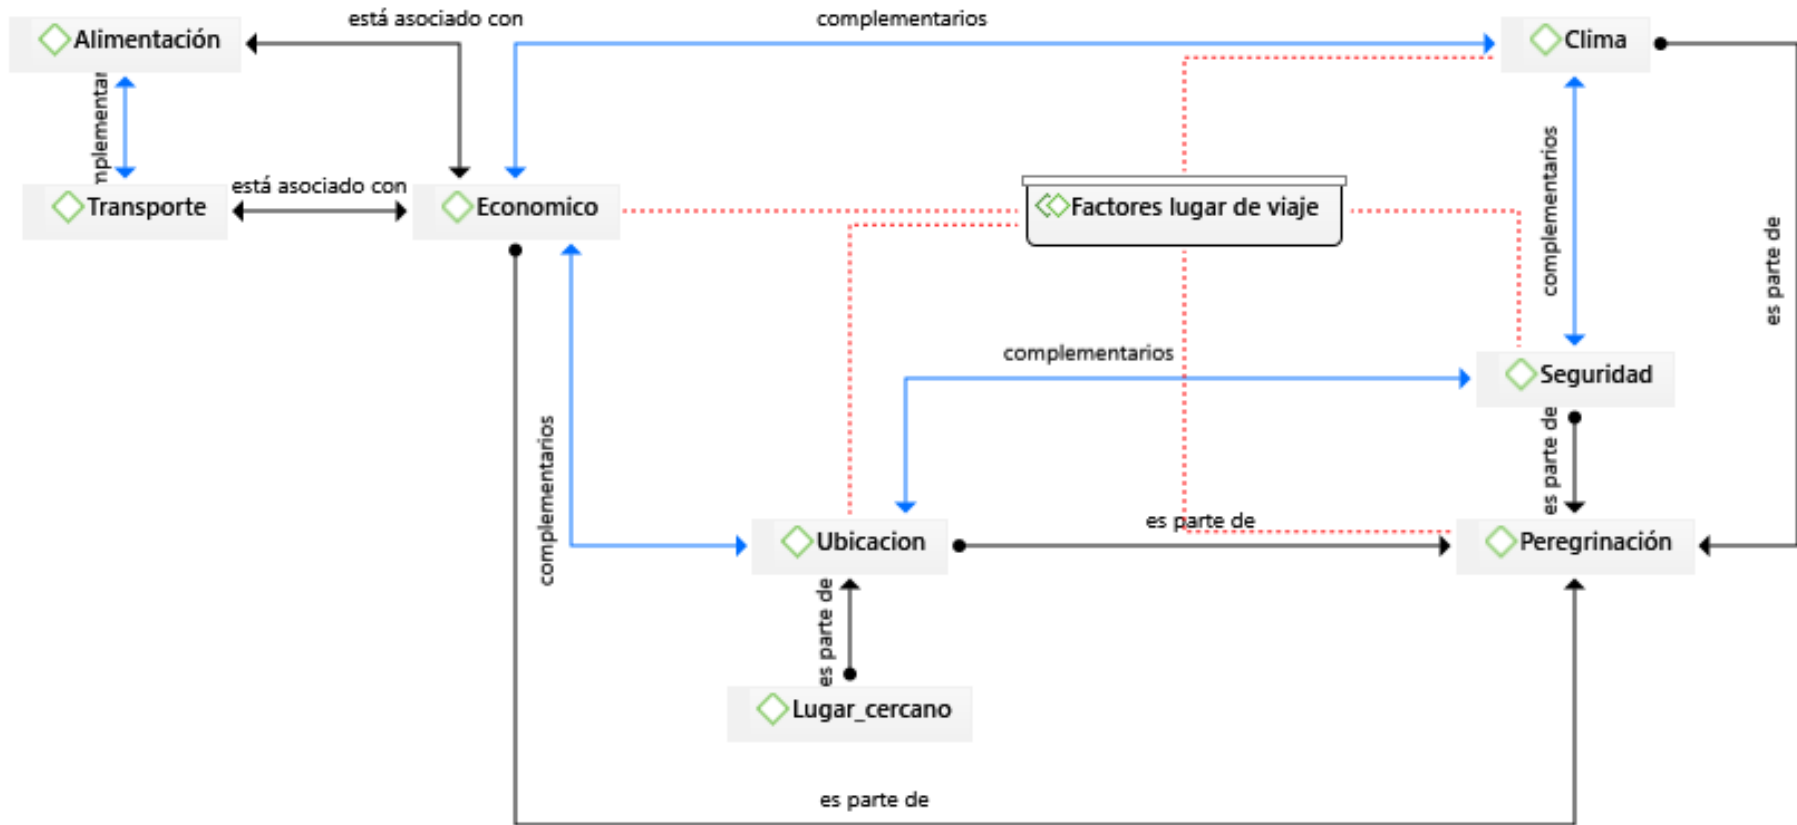 está asociado con
complementarios
Alimentación
Clima
complementarios
Transporte
está asociado con
Economico
Factores lugar de viaje
es parte de
complementarios
Seguridad
complementarios
es parte de
es parte de
Ubicacion
Peregrinación
es parte de
Lugar_cercano
es parte de